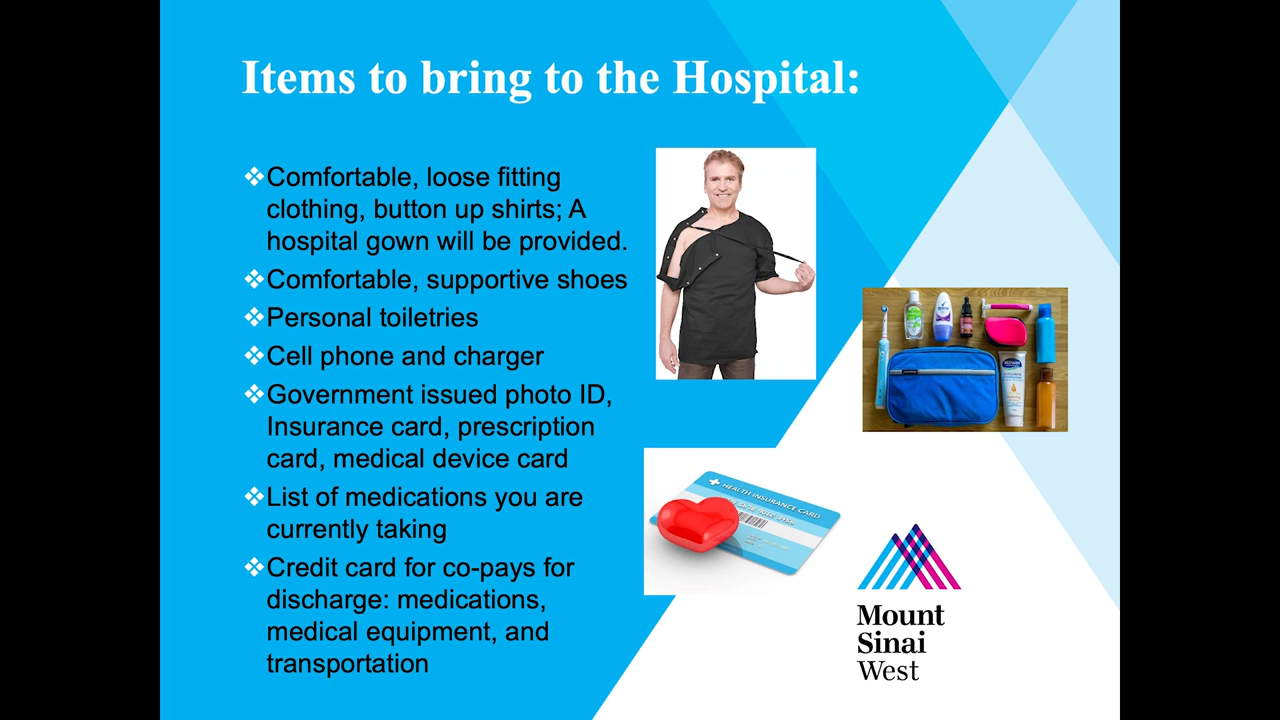 Items to bring to the Hospital:
❖Comfortable, loose fitting
clothing, button up shirts; A
hospital gown will be provided.
❖Comfortable, supportive shoes
❖Personal toiletries
❖Cell phone and charger
❖Government issued photo ID,
Insurance card, prescription
card, medical device card
❖List of medications you are
currently taking
❖Credit card for co-pays for
discharge: medications,
medical equipment, and
transportation
HEALTH INSURANCE CARD
Mount
Sinai
West